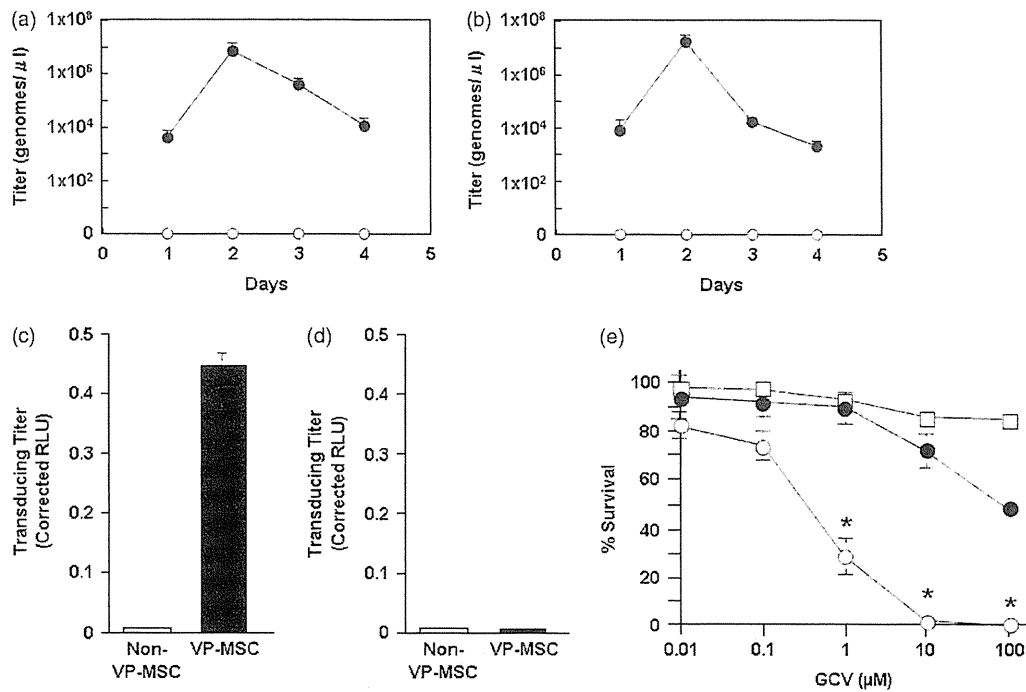 (a)
Titer (genomes/μl)
1x10⁸
1x10⁶
1x10⁴
1x10²
0
0 1 2 3 4 5
Days
(b)
Titer (genomes/μl)
1x10⁸
1x10⁶
1x10⁴
1x10²
0
0 1 2 3 4 5
Days
(c)
Transducing Titer
(Corrected RLU)
0.5
0.4
0.3
0.2
0.1
0
Non-
VP-MSC
VP-MSC
(d)
Transducing Titer
(Corrected RLU)
0.5
0.4
0.3
0.2
0.1
0
Non-
VP-MSC
VP-MSC
(e)
% Survival
100
80
60
40
20
0
* * *
0.01 0.1 1 10 100
GCV (μM)